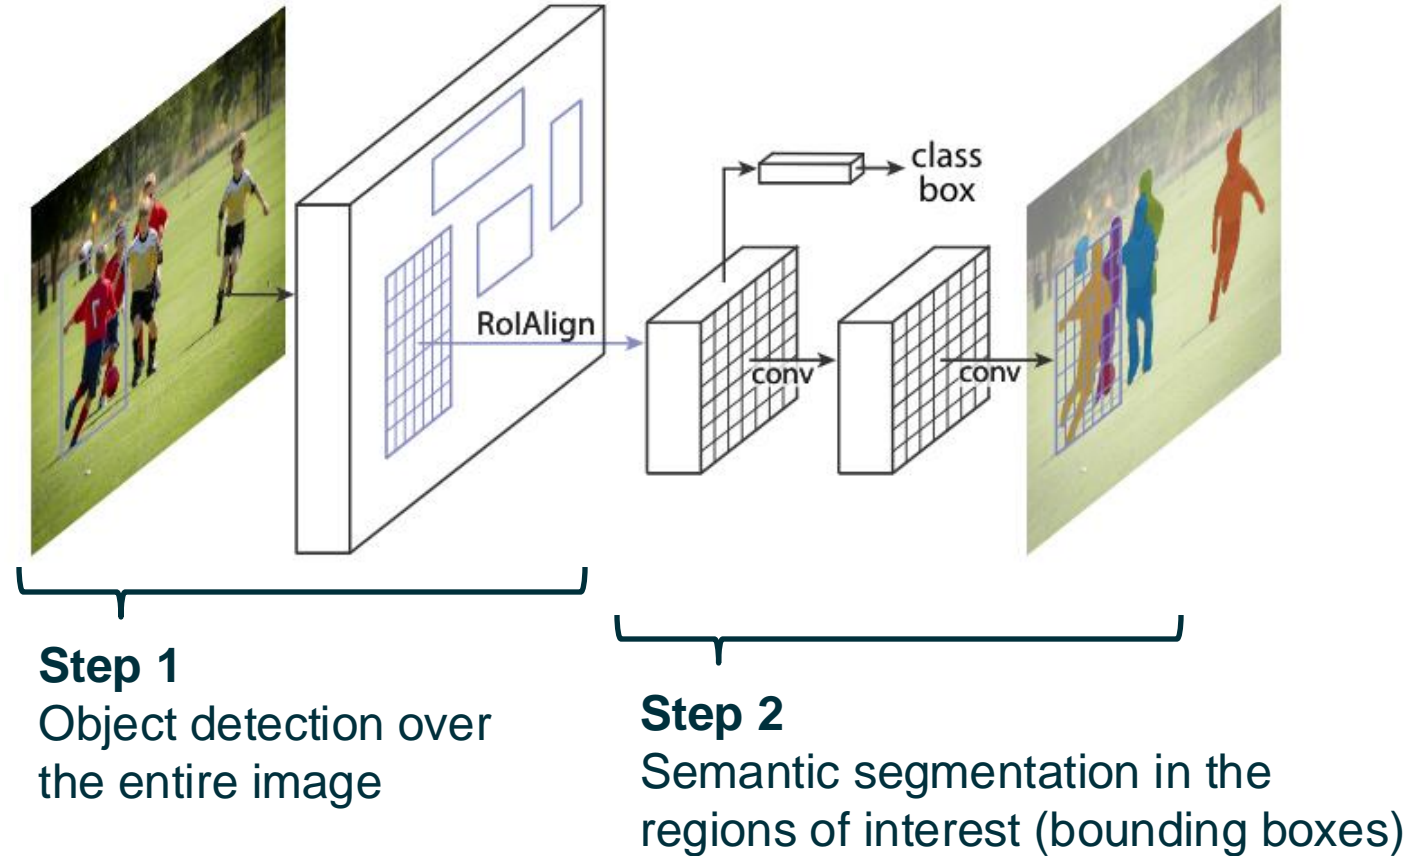 class
box
RoIAlign
conv
conv
Step 1
Object detection over
the entire image
Step 2
Semantic segmentation in the
regions of interest (bounding boxes)